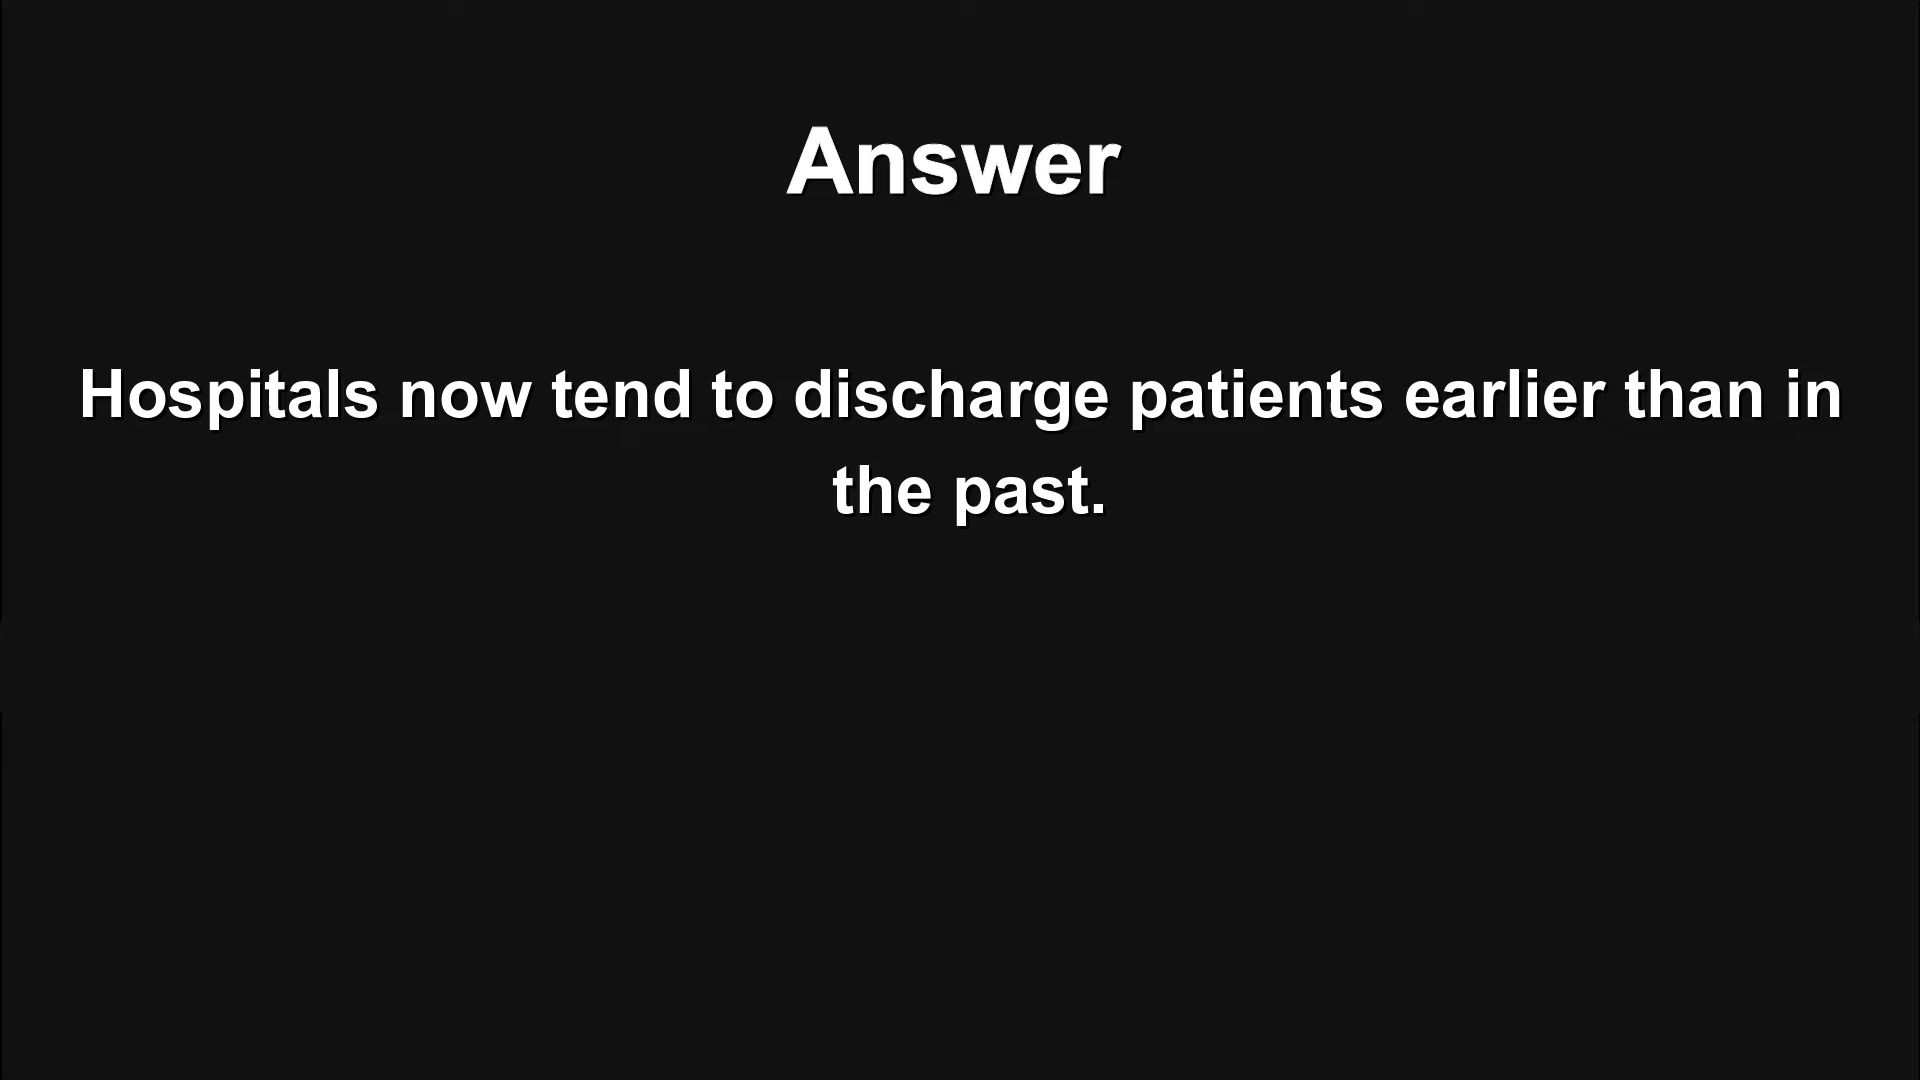 Answer
Hospitals now tend to discharge patients earlier than in
the past.